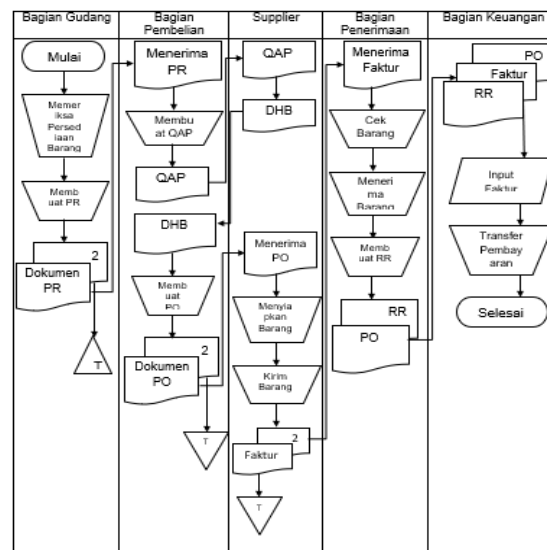 Bagian Gudang
Bagian
Pembelian
Supplier
Bagian
Penerimaan
Bagian Keuangan
Mulai
Memer
iksa
Persed
iaan
Barang
Memb
uat PR
2
Dokumen
PR
T
Menerima
PR
Membu
at QAP
QAP
DHB
Memb
uat PO
2
Dokumen
PO
T
QAP
DHB
Menerima
PO
Menyia
pkan
Barang
Kirim
Barang
2
Faktur
T
Menerima
Faktur
Cek
Barang
Meneri
ma
Barang
Memb
uat RR
RR
PO
PO
Faktur
RR
Input
Faktur
Transfer
Pembay
aran
Selesai